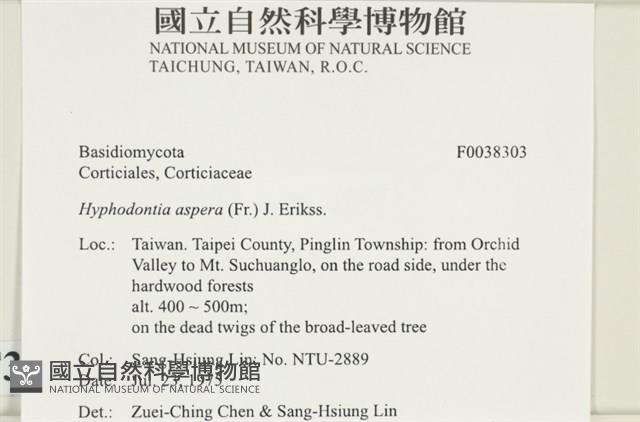 國立自然科學博物館
NATIONAL MUSEUM OF NATURAL SCIENCE
TAICHUNG, TAIWAN, R.O.C.
Basidiomycota F0038303
Corticiales, Corticiaceae
Hyphodontia aspera (Fr.) J. Erikss.
Loc.: Taiwan. Taipei County, Pinglin Township: from Orchid
Valley to Mt. Suchuanglo, on the road side, under the
hardwood forests
alt. 400 ~ 500m;
on the dead twigs of the broad-leaved tree
Col.: Sang-Hsiung Lin; No. NTU-2889
國立自然科學博物館
Date: Jul.
NATIONAL MUSEUM OF NATURAL SCIENCE
Det.: Zuei-Ching Chen & Sang-Hsiung Lin